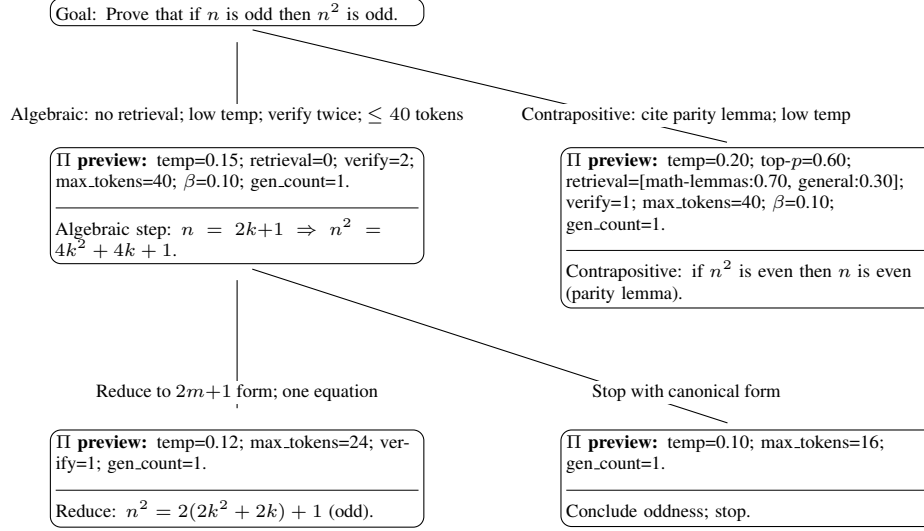 Goal: Prove that if n is odd then n² is odd.
Algebraic: no retrieval; low temp; verify twice; ≤ 40 tokens
Contrapositive: cite parity lemma; low temp
Π preview: temp=0.15; retrieval=0; verify=2;
max_tokens=40; β=0.10; gen_count=1.
Algebraic step: n = 2k+1 ⇒ n² =
4k² + 4k + 1.
Π preview: temp=0.20; top-p=0.60;
retrieval=[math-lemmas:0.70, general:0.30];
verify=1; max_tokens=40; β=0.10;
gen_count=1.
Contrapositive: if n² is even then n is even
(parity lemma).
Reduce to 2m+1 form; one equation
Stop with canonical form
Π preview: temp=0.12; max_tokens=24; ver-
ify=1; gen_count=1.
Reduce: n² = 2(2k² + 2k) + 1 (odd).
Π preview: temp=0.10; max_tokens=16;
gen_count=1.
Conclude oddness; stop.